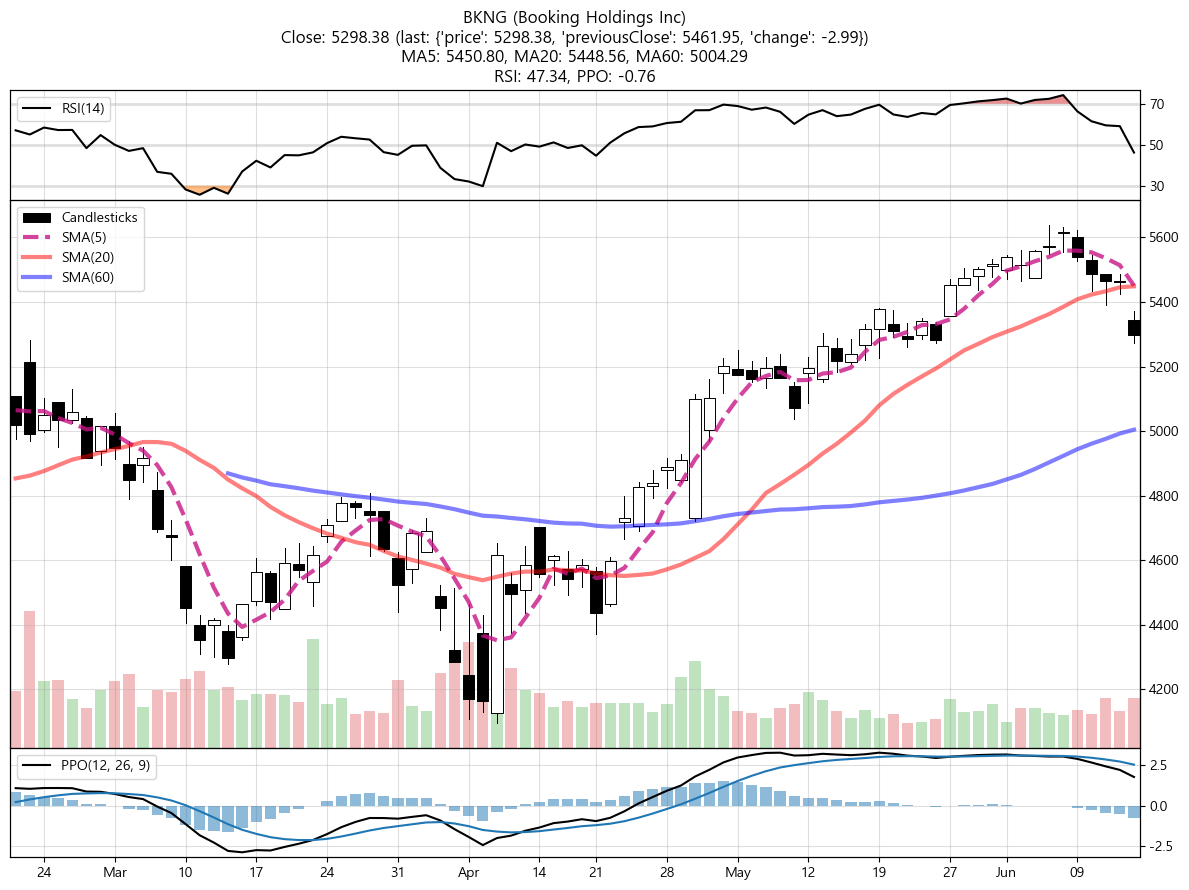 BKNG (Booking Holdings Inc)
Close: 5298.38 (last: {'price': 5298.38, 'previousClose': 5461.95, 'change': -2.99})
MA5: 5450.80, MA20: 5448.56, MA60: 5004.29
RSI: 47.34, PPO: -0.76
RSI(14)
70
50
30
Candlesticks
SMA(5)
SMA(20)
SMA(60)
5600
5400
5200
5000
4800
4600
4400
4200
PPO(12, 26, 9)
2.5
0.0
-2.5
24 Mar 10 17 24 31 Apr 14 21 28 May 12 19 27 Jun 09